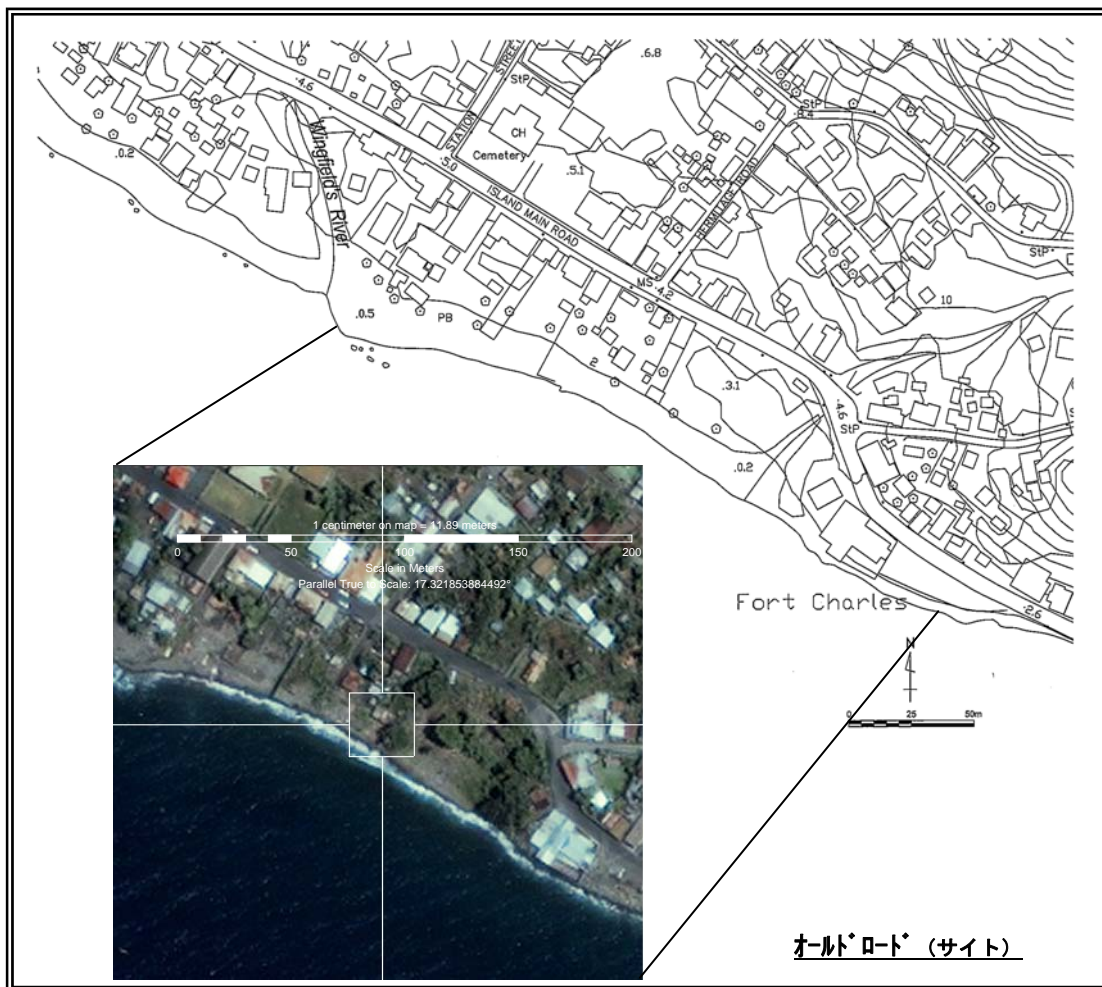 .6.8
STREET
StP
.4.6
StP
.8.4
Wingfield's River
STATION
CH
Cemetery
.0.2
.5.0
.5.1
ISLAND MAIN ROAD
HERMITAGE ROAD
StP
MS
.4.2
10
.0.5
PB
2
.3.1
.4.6
StP
.0.2
1 centimeter on map = 11.89 meters
0 50 100 150 200
Scale in Meters
Parallel True to Scale: 17.321853884492°
Fort Charles
.2.6
N
0 25 50m
オールドロード (サイト)